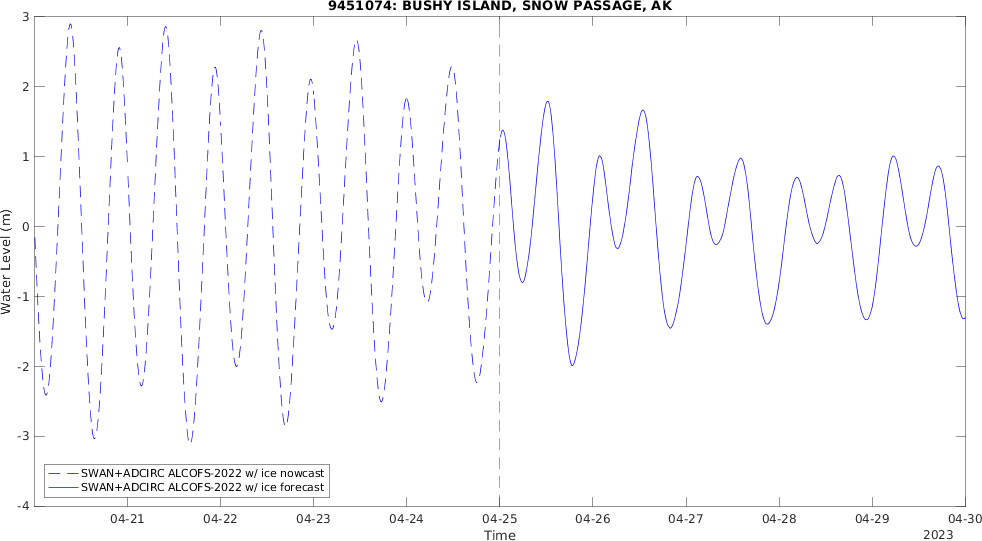 9451074: BUSHY ISLAND, SNOW PASSAGE, AK
3
2
1
0
-1
-2
-3
-4
Water Level (m)
SWAN+ADCIRC ALCOFS-2022 w/ ice nowcast
SWAN+ADCIRC ALCOFS-2022 w/ ice forecast
04-21 04-22 04-23 04-24 04-25 04-26 04-27 04-28 04-29 04-30
Time
2023